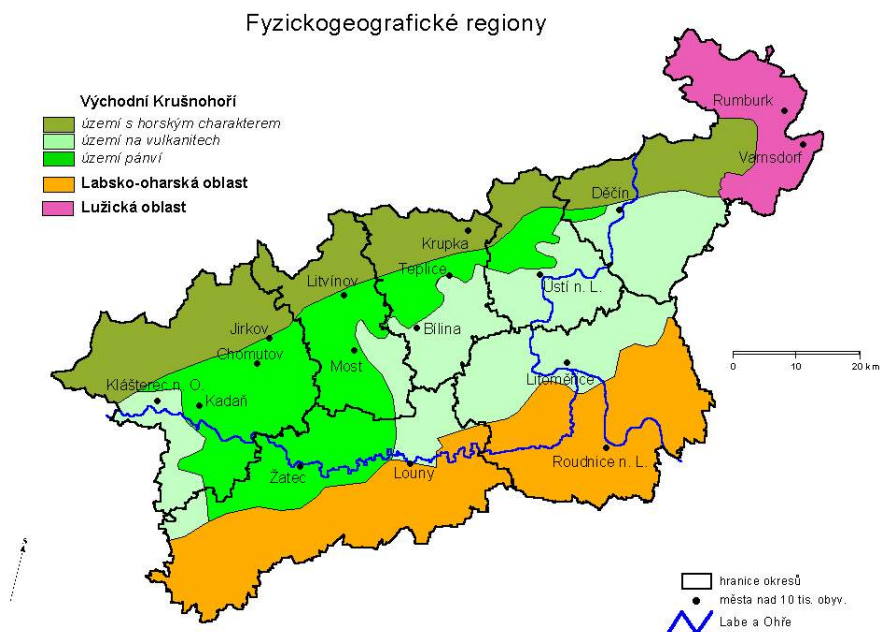 Fyzickogeografické regiony
Východní Krušnohoří
území s horským charakterem
území na vulkanitech
území pánví
Labsko-oharská oblast
Lužická oblast
Rumburk
Varnsdorf
Děčín
Krupka
Teplice
Ústí n. L.
Litvínov
Bílina
Jirkov
Most
Chomutov
Litoměřice
Klášterec n. O.
Kadaň
Roudnice n. L.
Louny
Žatec
0 10 20 km
s
hranice okresů
města nad 10 tis. obyv.
Labe a Ohře